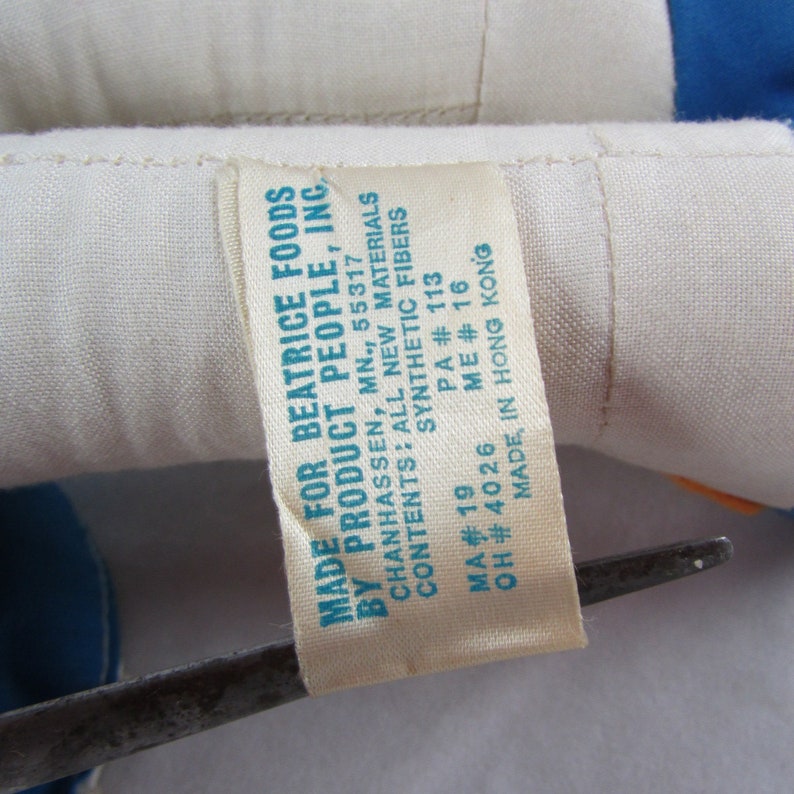 MADE FOR BEATRICE FOODS
BY PRODUCT PEOPLE, INC.
CHANHASSEN, MN., 55317
CONTENTS: ALL NEW MATERIALS
SYNTHETIC FIBERS
PA # 113
MA # 19 ME # 16
OH # 4026
MADE IN HONG KONG